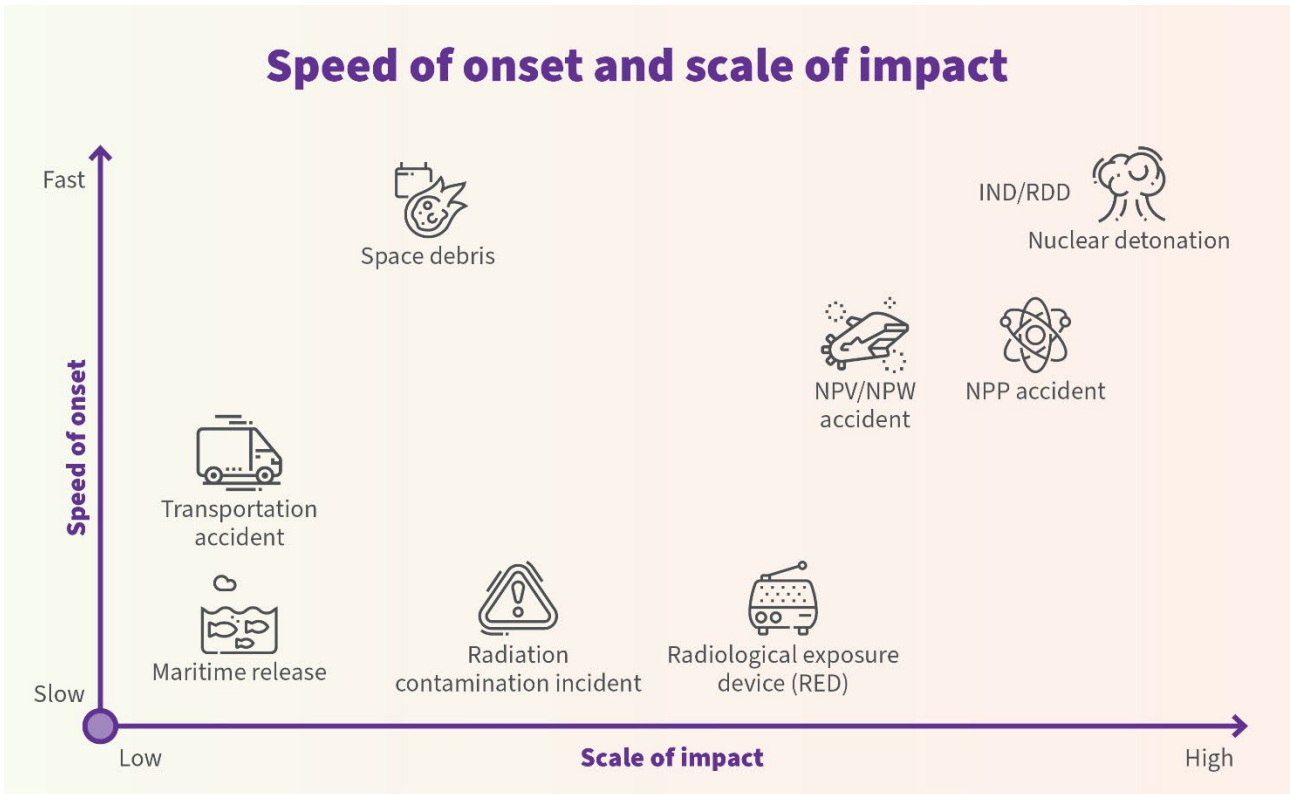 Speed of onset and scale of impact
Fast
Space debris
IND/RDD
Nuclear detonation
NPV/NPW
accident
NPP accident
Speed of onset
Transportation
accident
Maritime release
Radiation
contamination incident
Radiological exposure
device (RED)
Slow
Low
Scale of impact
High